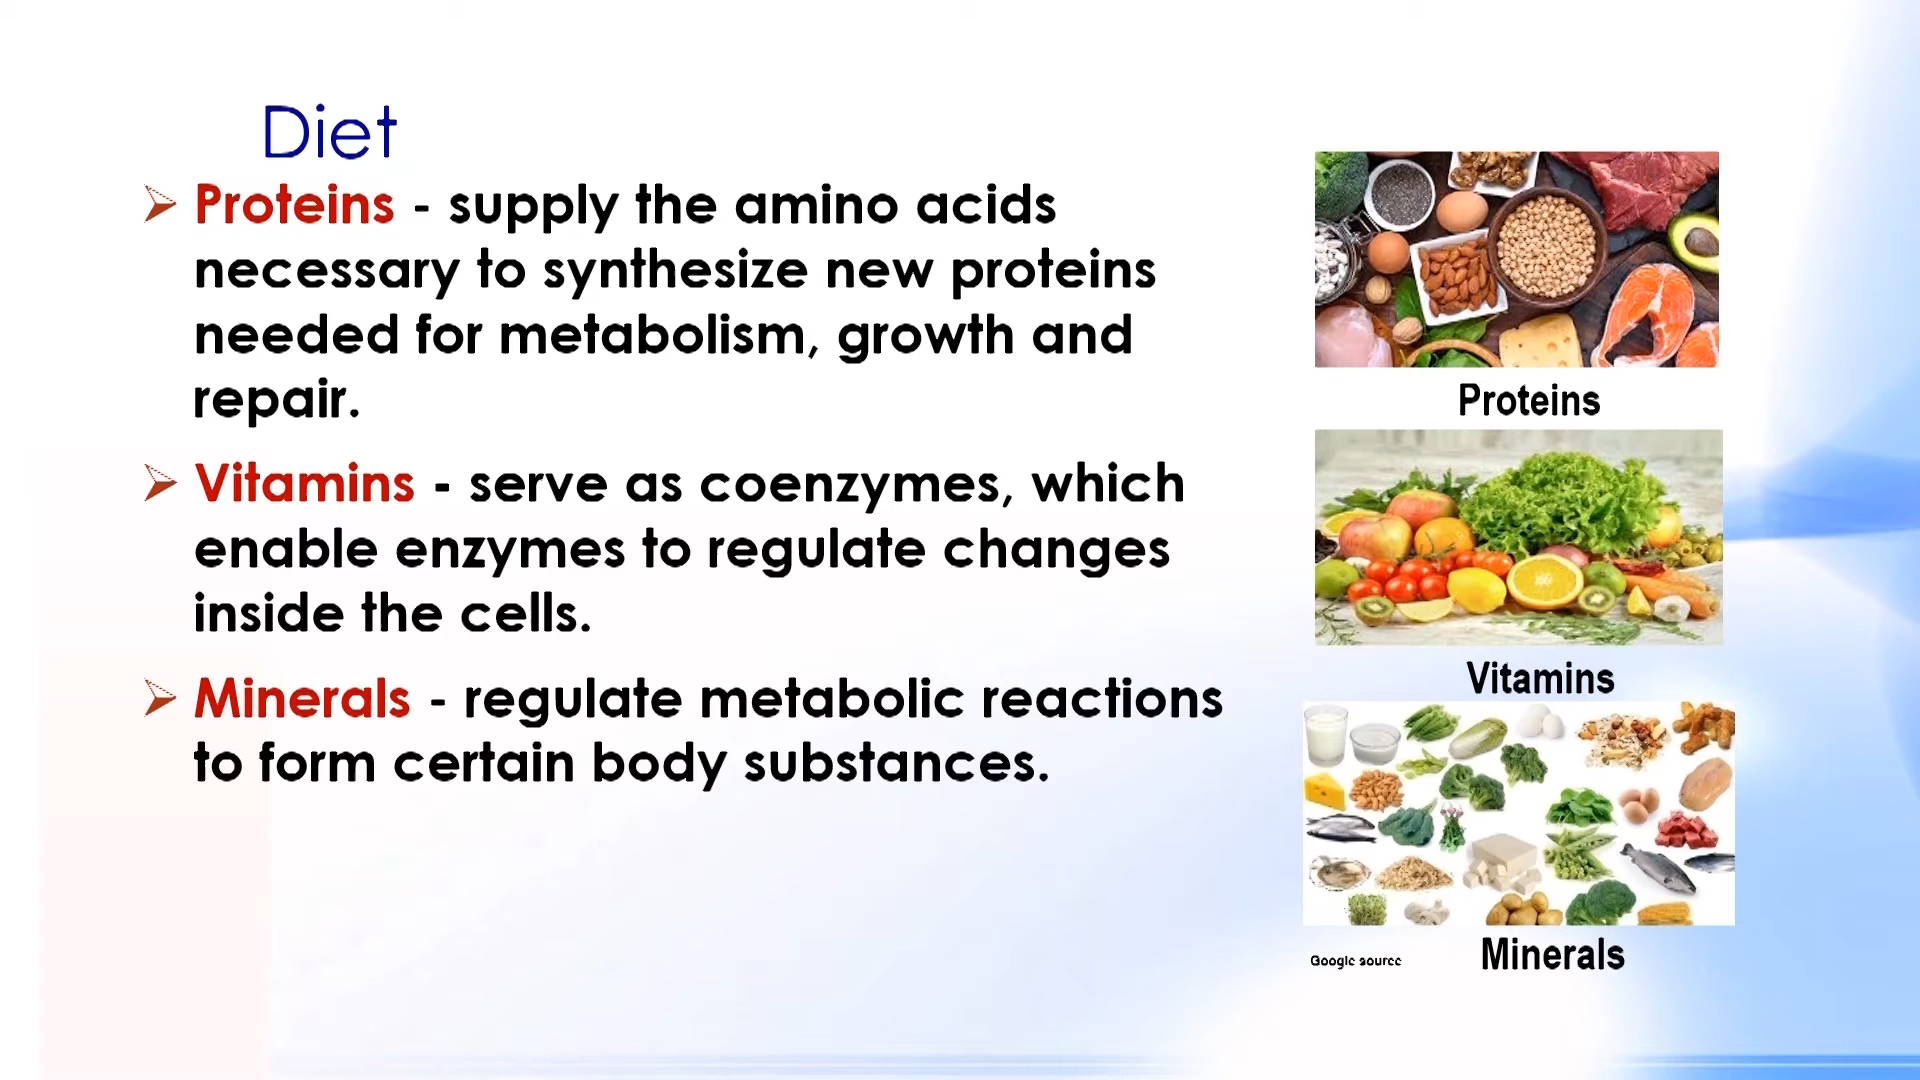 Diet
Proteins - supply the amino acids
necessary to synthesize new proteins
needed for metabolism, growth and
repair.
Vitamins - serve as coenzymes, which
enable enzymes to regulate changes
inside the cells.
Minerals - regulate metabolic reactions
to form certain body substances.
Proteins
Vitamins
Minerals
Google source